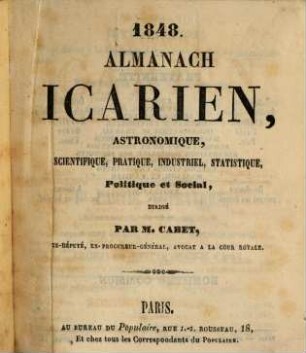 1848.
ALMANACH
ICARIEN,
ASTRONOMIQUE,
SCIENTIFIQUE, PRATIQUE, INDUSTRIEL, STATISTIQUE,
Politique et Social,
DIRIGÉ
PAR M. CABET,
EX-DÉPUTÉ, EX-PROCUREUR-GÉNÉRAL, AVOCAT A LA COUR ROYALE.
PARIS.
AU BUREAU DU Populaire, RUE J.-J. ROUSSEAU, 18,
Et chez tous les Correspondants du POPULAIRE.